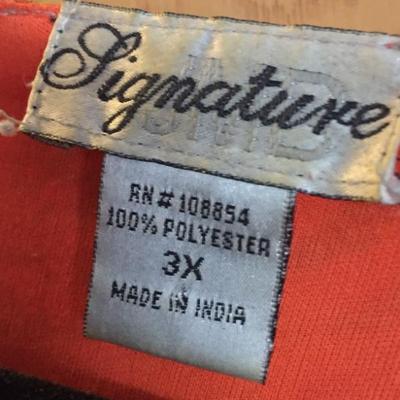 Signature
RN# 108854
100% POLYESTER
3X
MADE IN INDIA